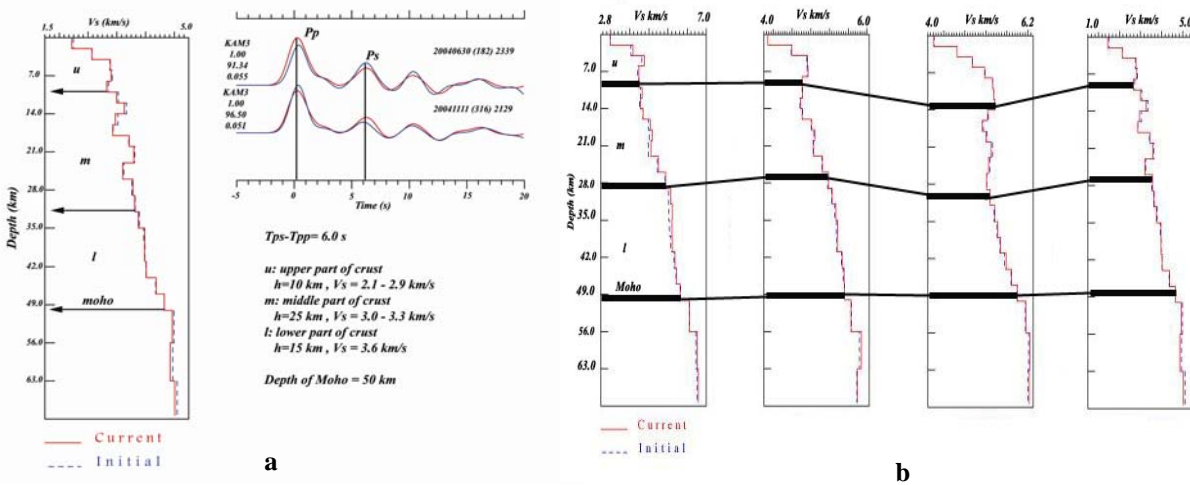 Vs (km/s)
1.5 5.0
7.0
14.0
21.0
28.0
35.0
42.0
49.0
56.0
63.0
Depth (km)
u
m
l
moho
Current
Initial
Pp
Ps
KAM3
1.00
91.34
0.055
20040630 (182) 2339
KAM3
1.00
96.50
0.051
20041111 (316) 2129
-5 0 5 10 15 20
Time (s)
Tps-Tpp= 6.0 s
u: upper part of crust
h=10 km , Vs = 2.1 - 2.9 km/s
m: middle part of crust
h=25 km , Vs = 3.0 - 3.3 km/s
l: lower part of crust
h=15 km , Vs = 3.6 km/s
Depth of Moho = 50 km
a
Vs km/s
2.8 7.0
Vs km/s
4.0 6.0
Vs km/s
4.0 6.2
Vs km/s
1.0 5.0
7.0
14.0
21.0
28.0
35.0
42.0
49.0
56.0
63.0
Depth (km)
u
m
l
Moho
Current
Initial
b